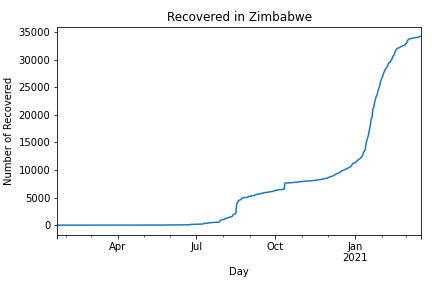 Recovered in Zimbabwe
Number of Recovered
35000
30000
25000
20000
15000
10000
5000
0
Apr
Jul
Oct
Jan
2021
Day